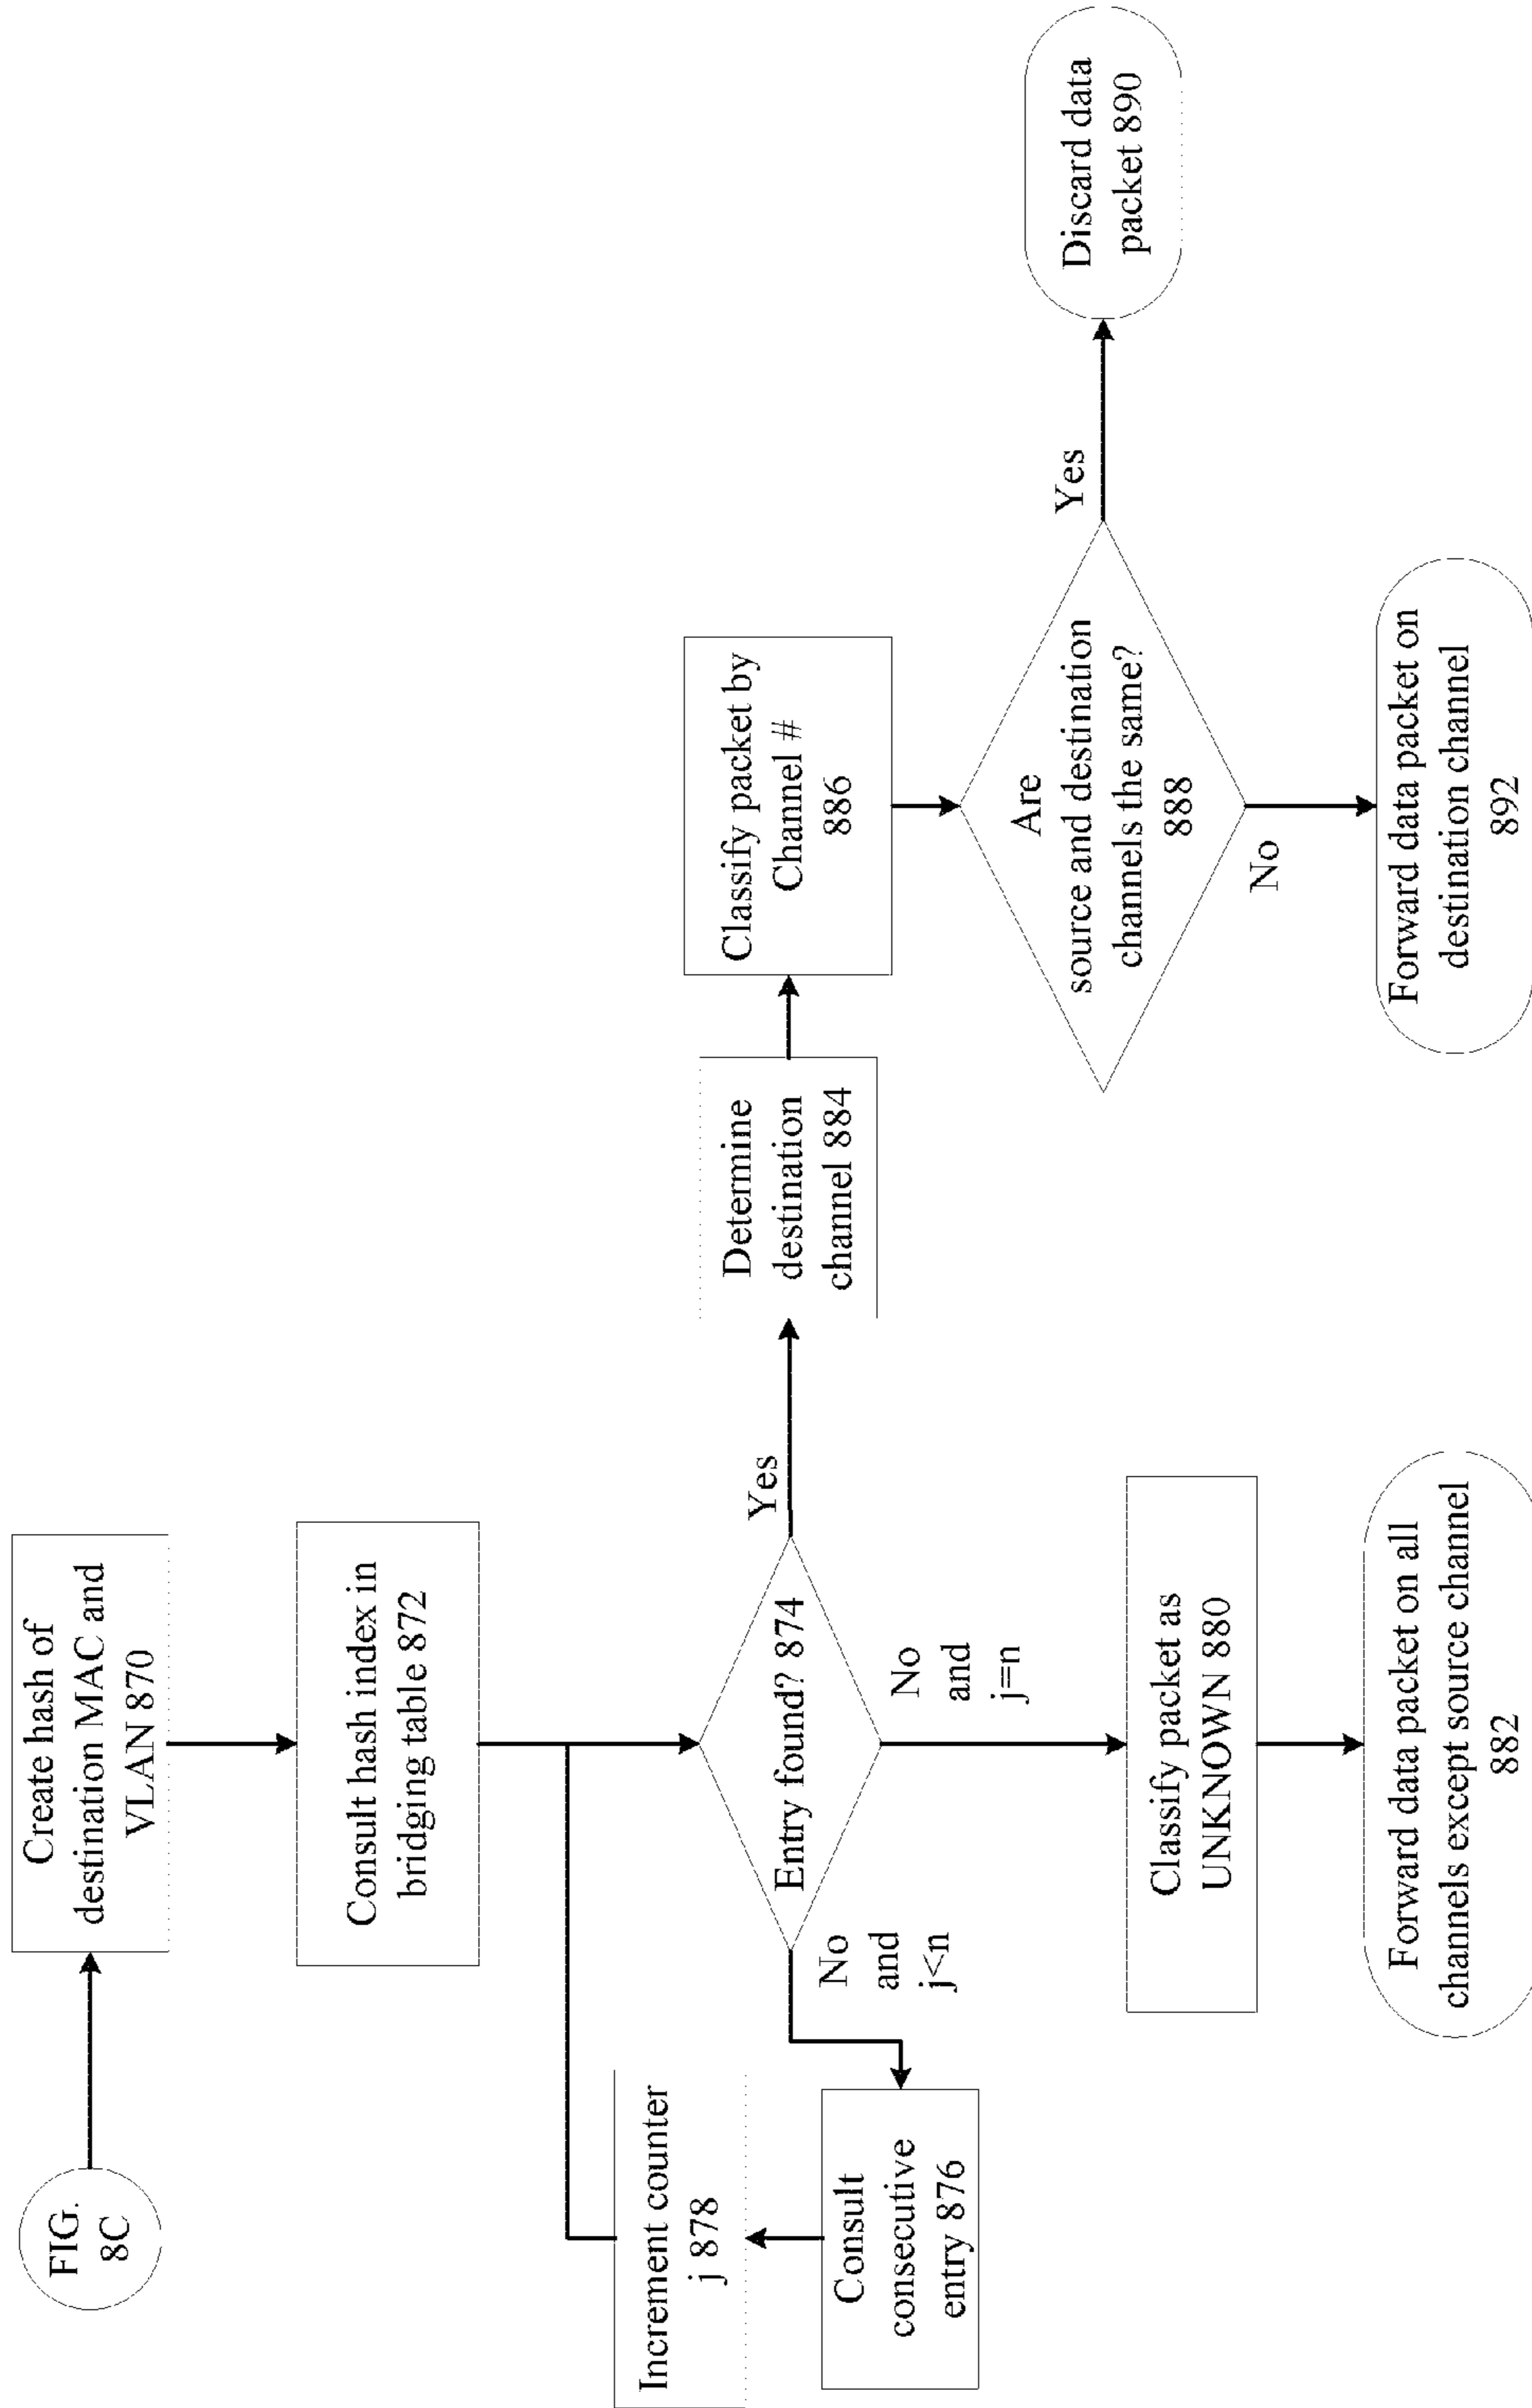 FIG.
8C
Create hash of
destination MAC and
VLAN 870
Consult hash index in
bridging table 872
Increment counter
j 878
Consult
consecutive
entry 876
Entry found? 874
No
and
j<n
No
and
j=n
Yes
Classify packet as
UNKNOWN 880
Forward data packet on all
channels except source channel
882
Determine
destination
channel 884
Classify packet by
Channel #
886
Are
source and destination
channels the same?
888
Yes
Discard data
packet 890
No
Forward data packet on
destination channel
892